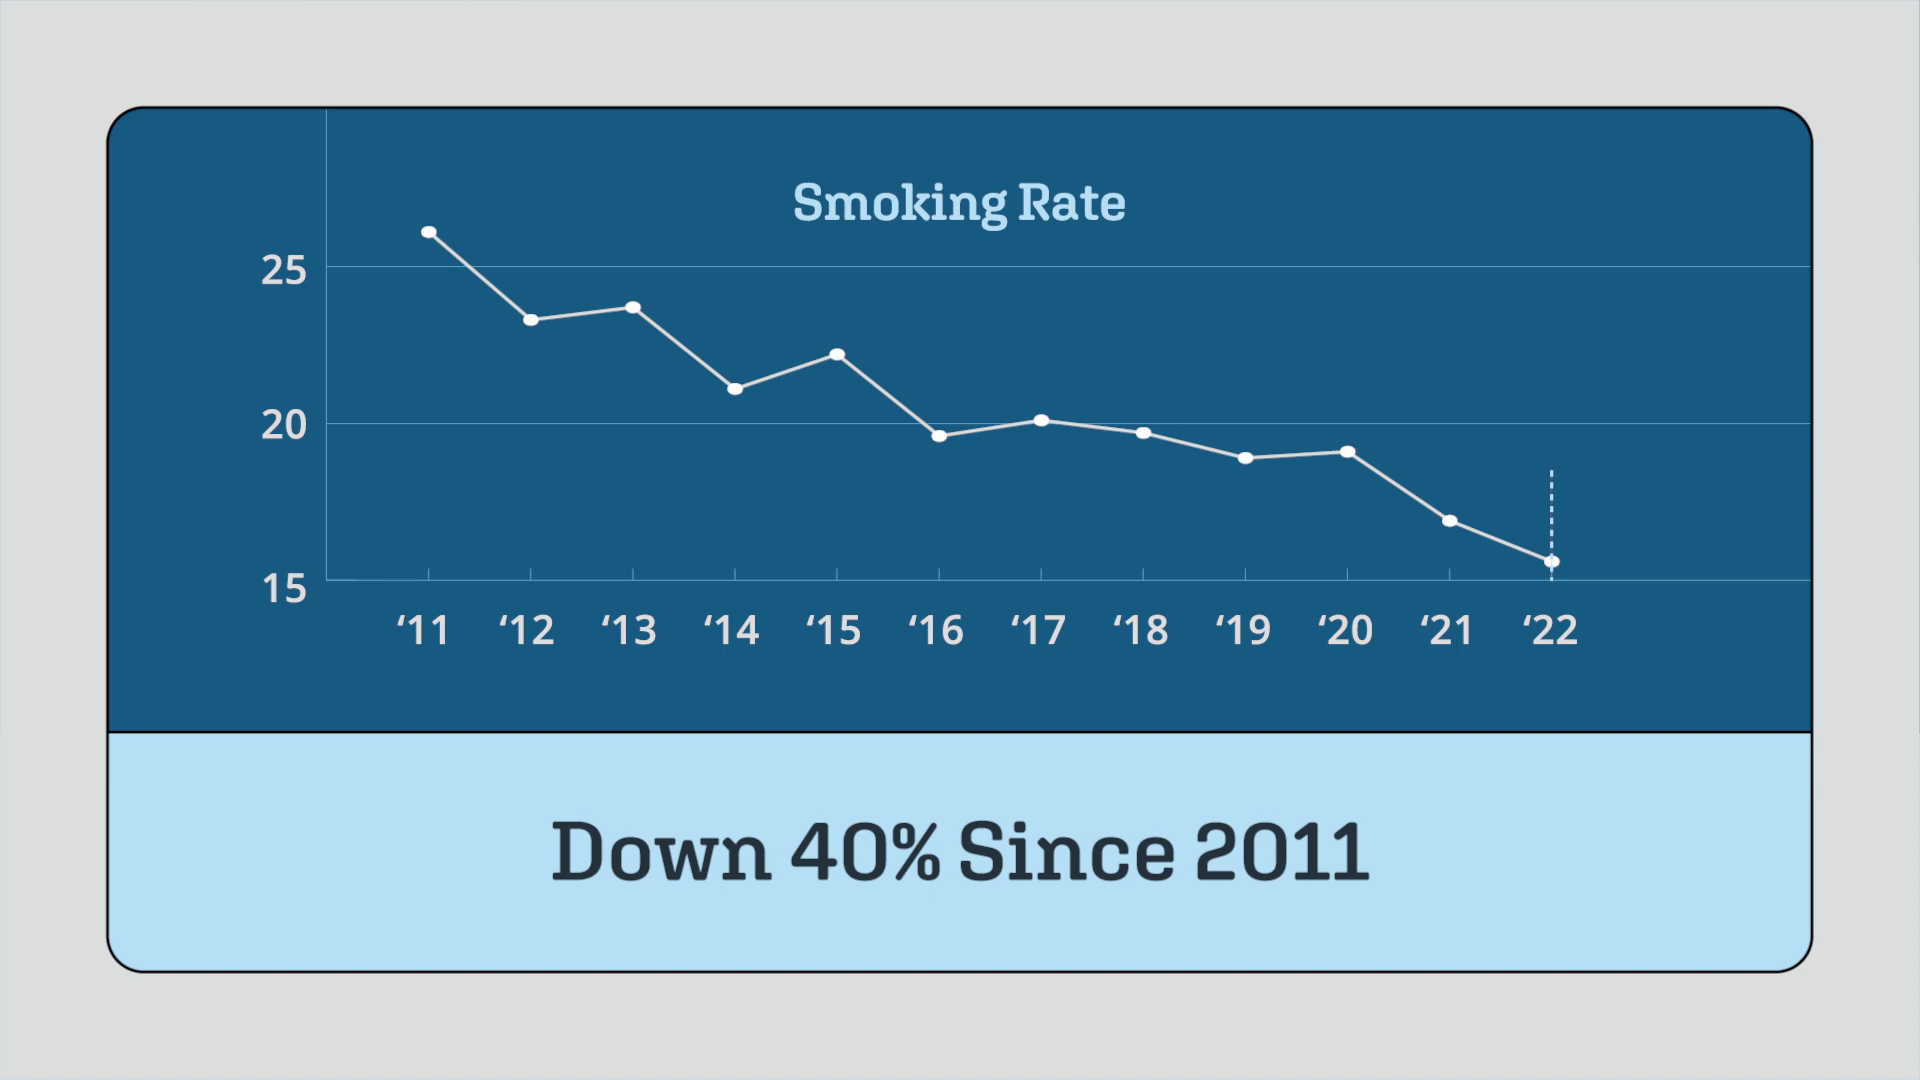 Smoking Rate
25
20
15
‘11 ‘12 ‘13 ‘14 ‘15 ‘16 ‘17 ‘18 ‘19 ‘20 ‘21 ‘22
Down 40% Since 2011